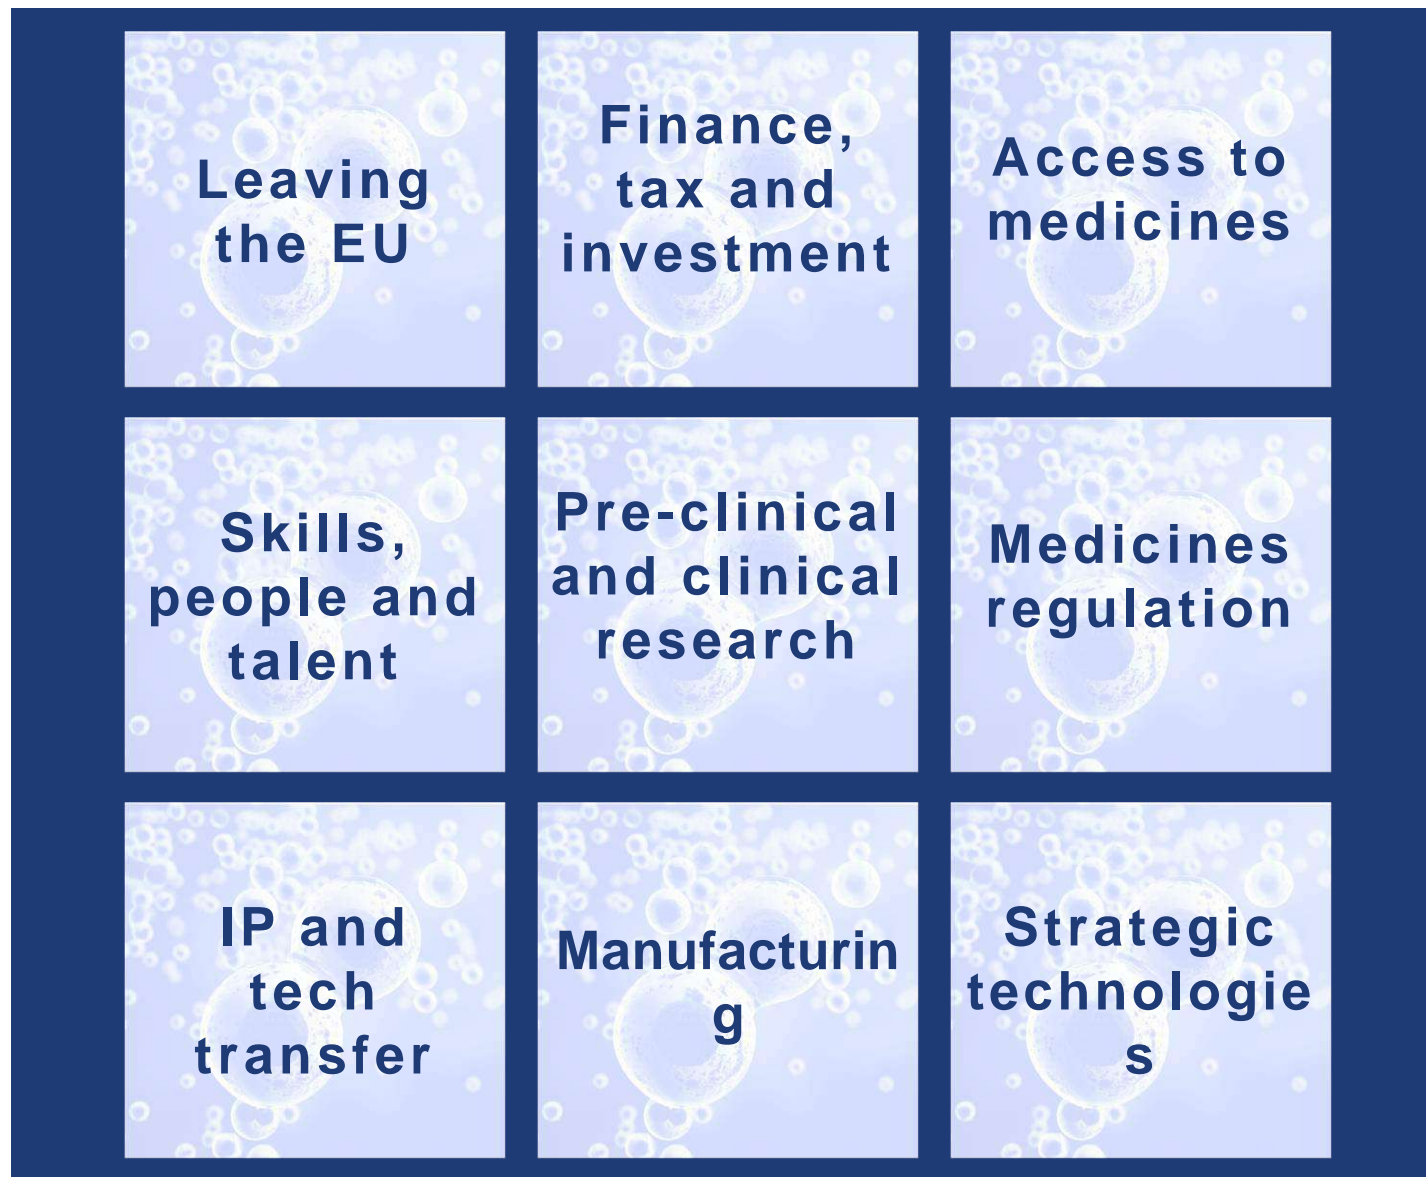 Leaving
the EU
Finance,
tax and
investment
Access to
medicines
Skills,
people and
talent
Pre-clinical
and clinical
research
Medicines
regulation
IP and
tech
transfer
Manufacturin
g
Strategic
technologie
s